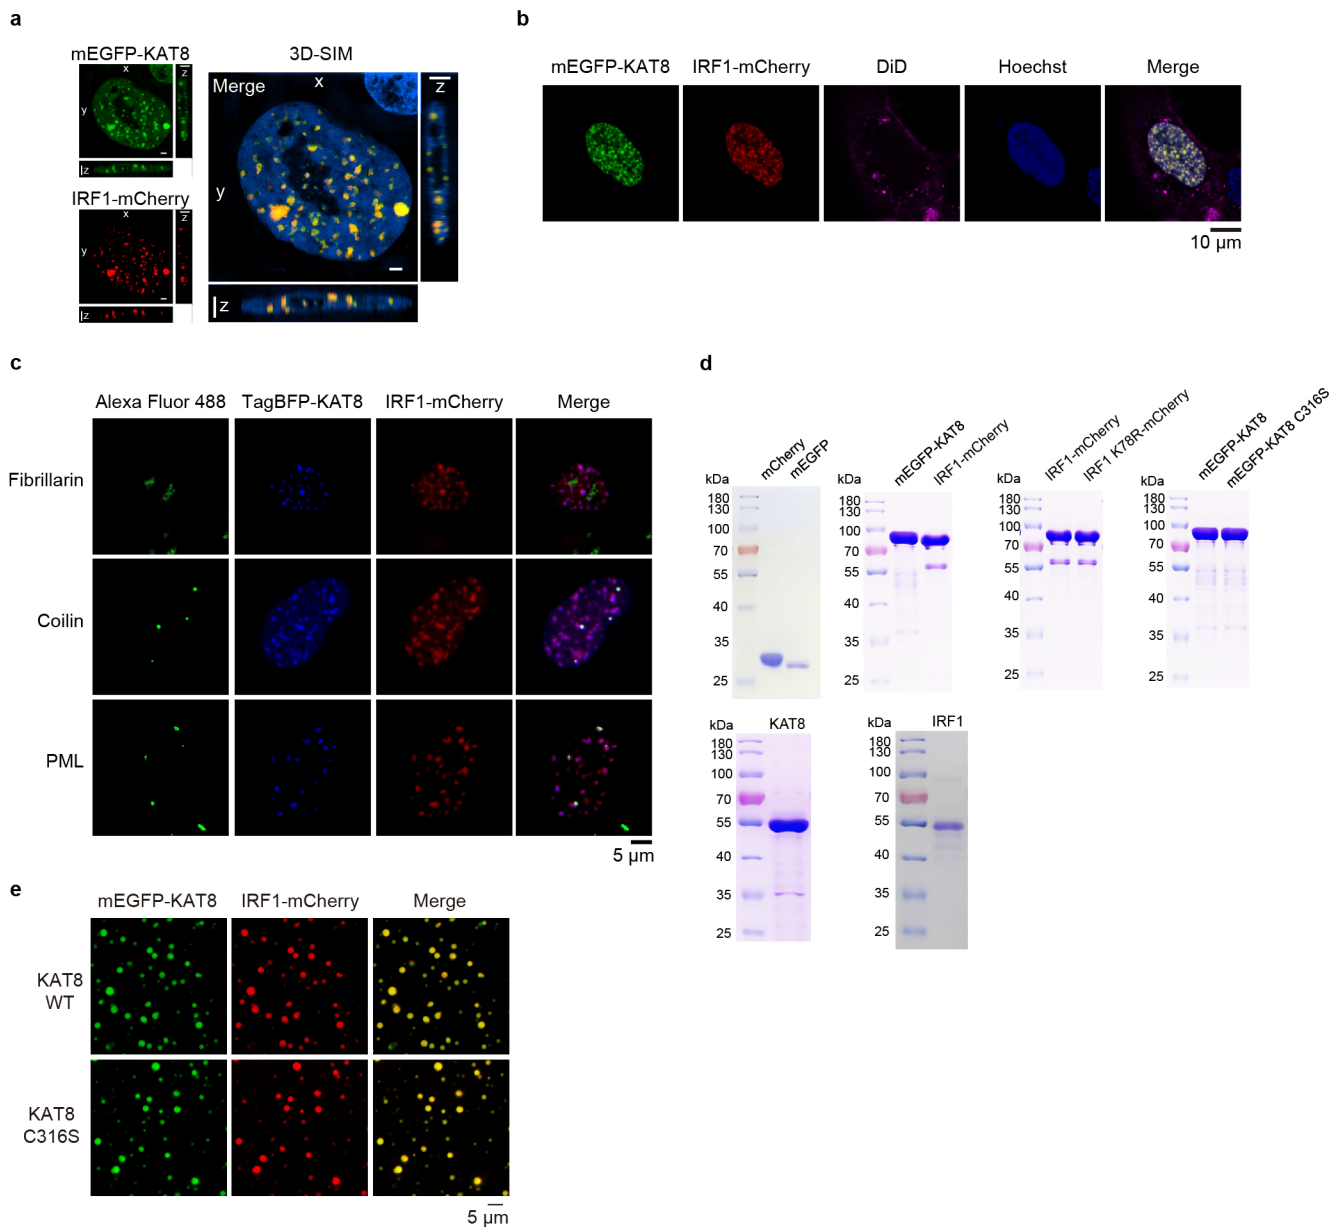 a
mEGFP-KAT8
x
y
z
z
IRF1-mCherry
x
y
z
z
3D-SIM
Merge
x
y
z
z
b
mEGFP-KAT8 IRF1-mCherry DiD Hoechst Merge
10 µm
c
Alexa Fluor 488 TagBFP-KAT8 IRF1-mCherry Merge
Fibrillarin
Coilin
PML
5 µm
d
kDa mCherry mEGFP
180
130
100
70
55
40
35
25
kDa mEGFP-KAT8 IRF1-mCherry
180
130
100
70
55
40
35
25
kDa IRF1-mCherry IRF1 K78R-mCherry
180
130
100
70
55
40
35
25
kDa mEGFP-KAT8 mEGFP-KAT8 C316S
180
130
100
70
55
40
35
25
kDa KAT8
180
130
100
70
55
40
35
25
kDa IRF1
180
130
100
70
55
40
35
25
e
mEGFP-KAT8 IRF1-mCherry Merge
KAT8
WT
KAT8
C316S
5 µm